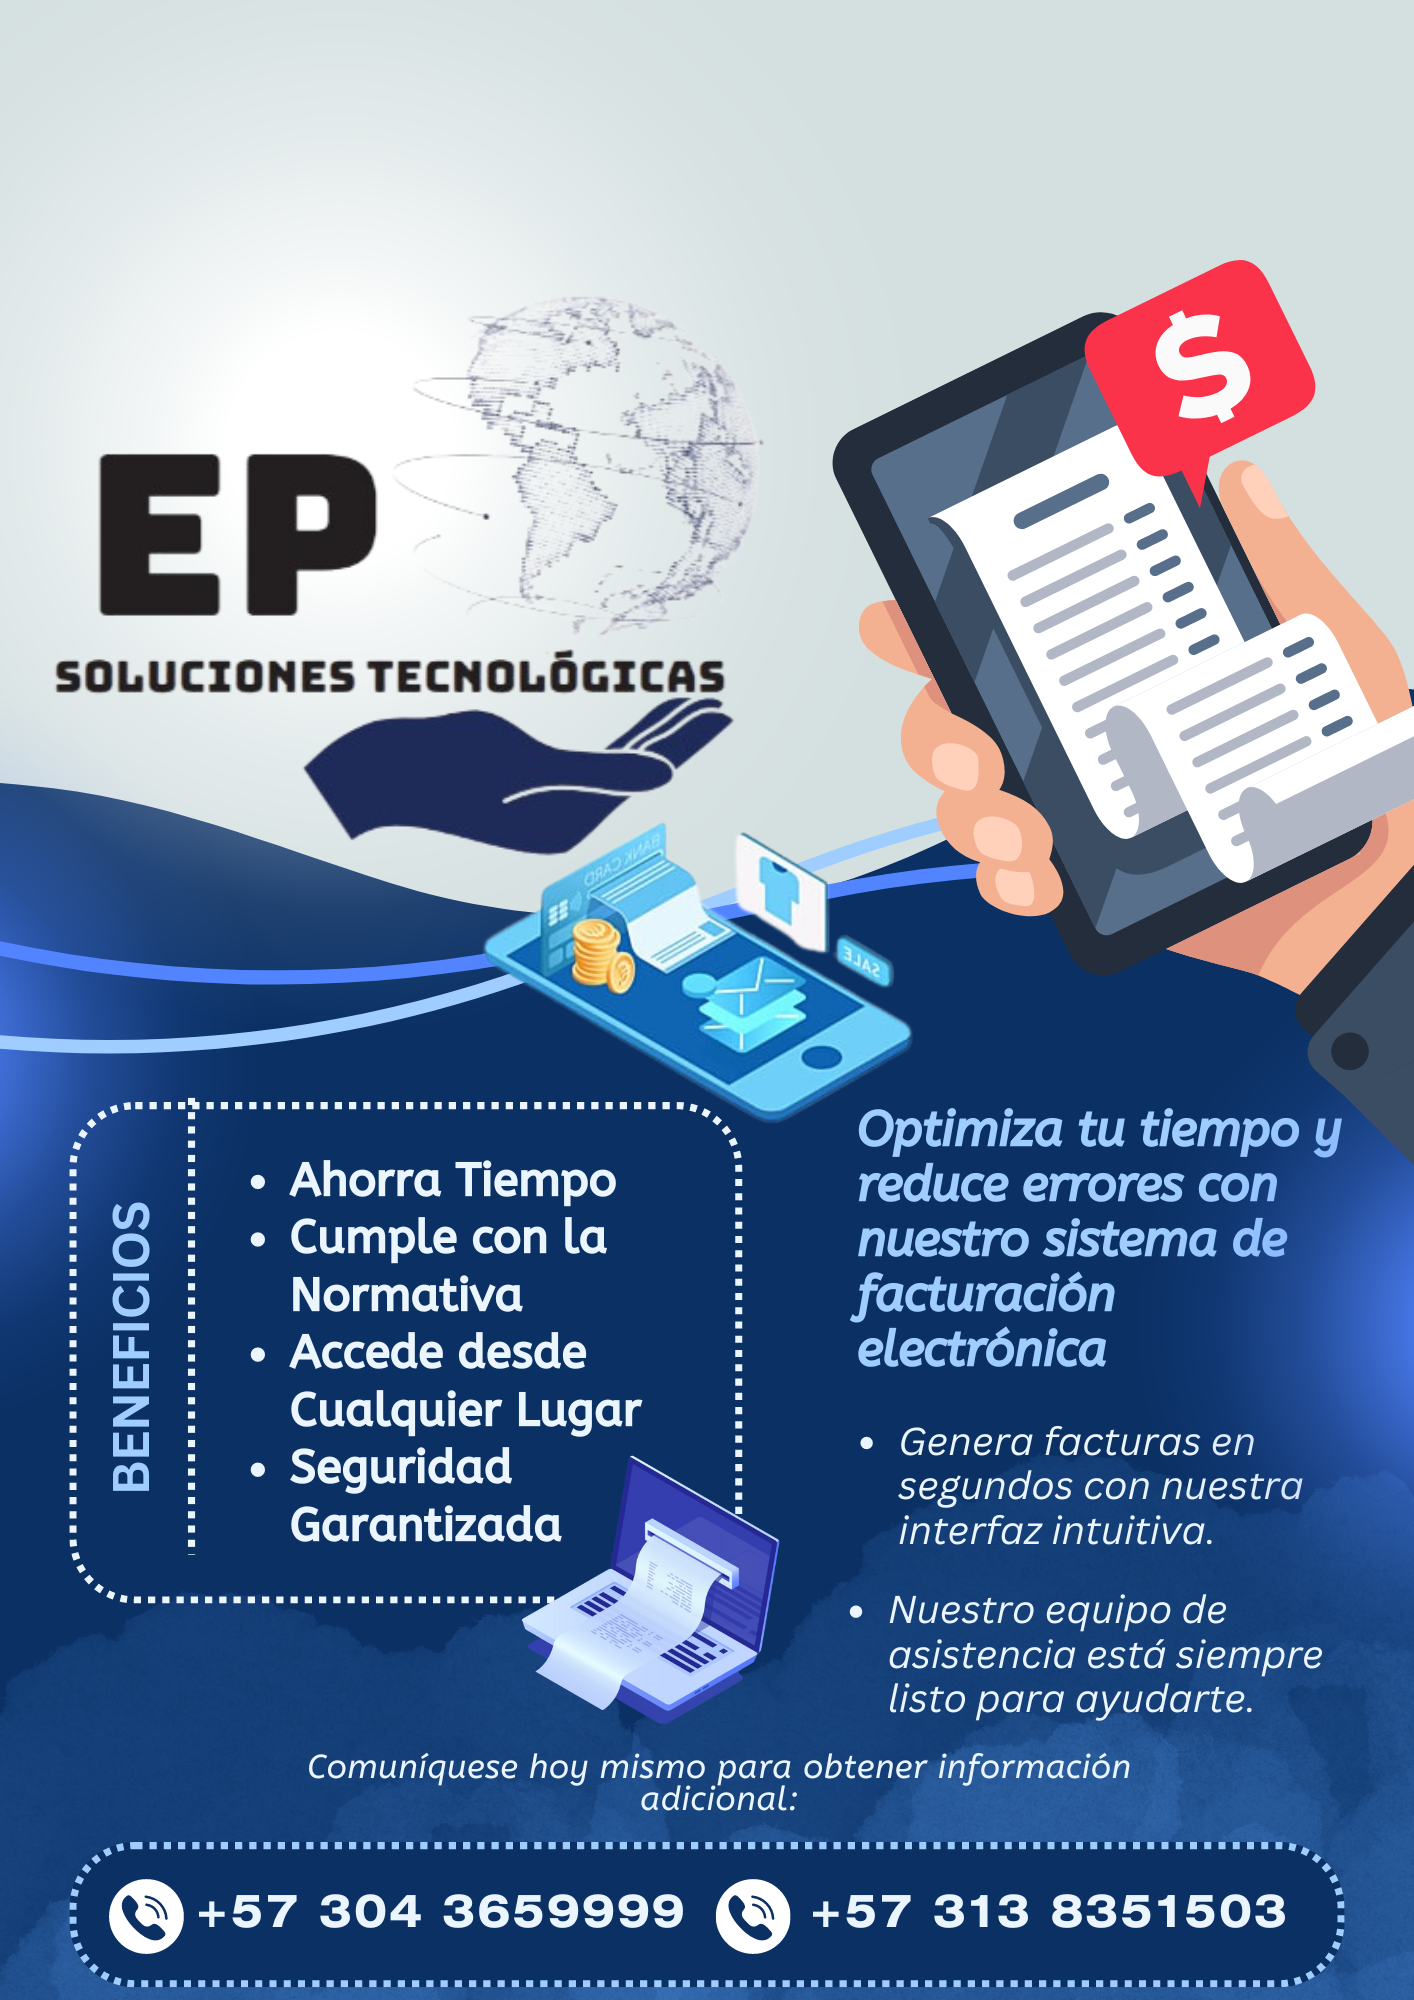 $
EP
SOLUCIONES TECNOLÓGICAS
BANK CARD
SALE
BENEFICIOS
• Ahorra Tiempo
• Cumple con la
Normativa
• Accede desde
Cualquier Lugar
• Seguridad
Garantizada
Optimiza tu tiempo y
reduce errores con
nuestro sistema de
facturación
electrónica
• Genera facturas en
segundos con nuestra
interfaz intuitiva.
• Nuestro equipo de
asistencia está siempre
listo para ayudarte.
Comuníquese hoy mismo para obtener información
adicional:
+57 304 3659999
+57 313 8351503